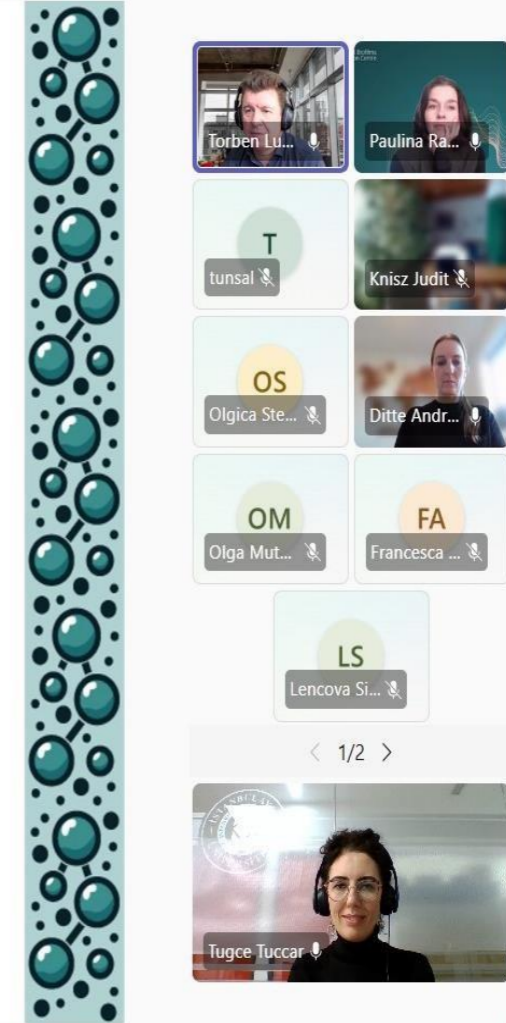 Torben Lu...
Paulina Ra...
T
tunsal
Knisz Judit
OS
Olgica Ste...
Ditte Andr...
OM
Olga Mut...
FA
Francesca ...
LS
Lencova Si...
1/2
ISTANBUL
Tugce Tuccar